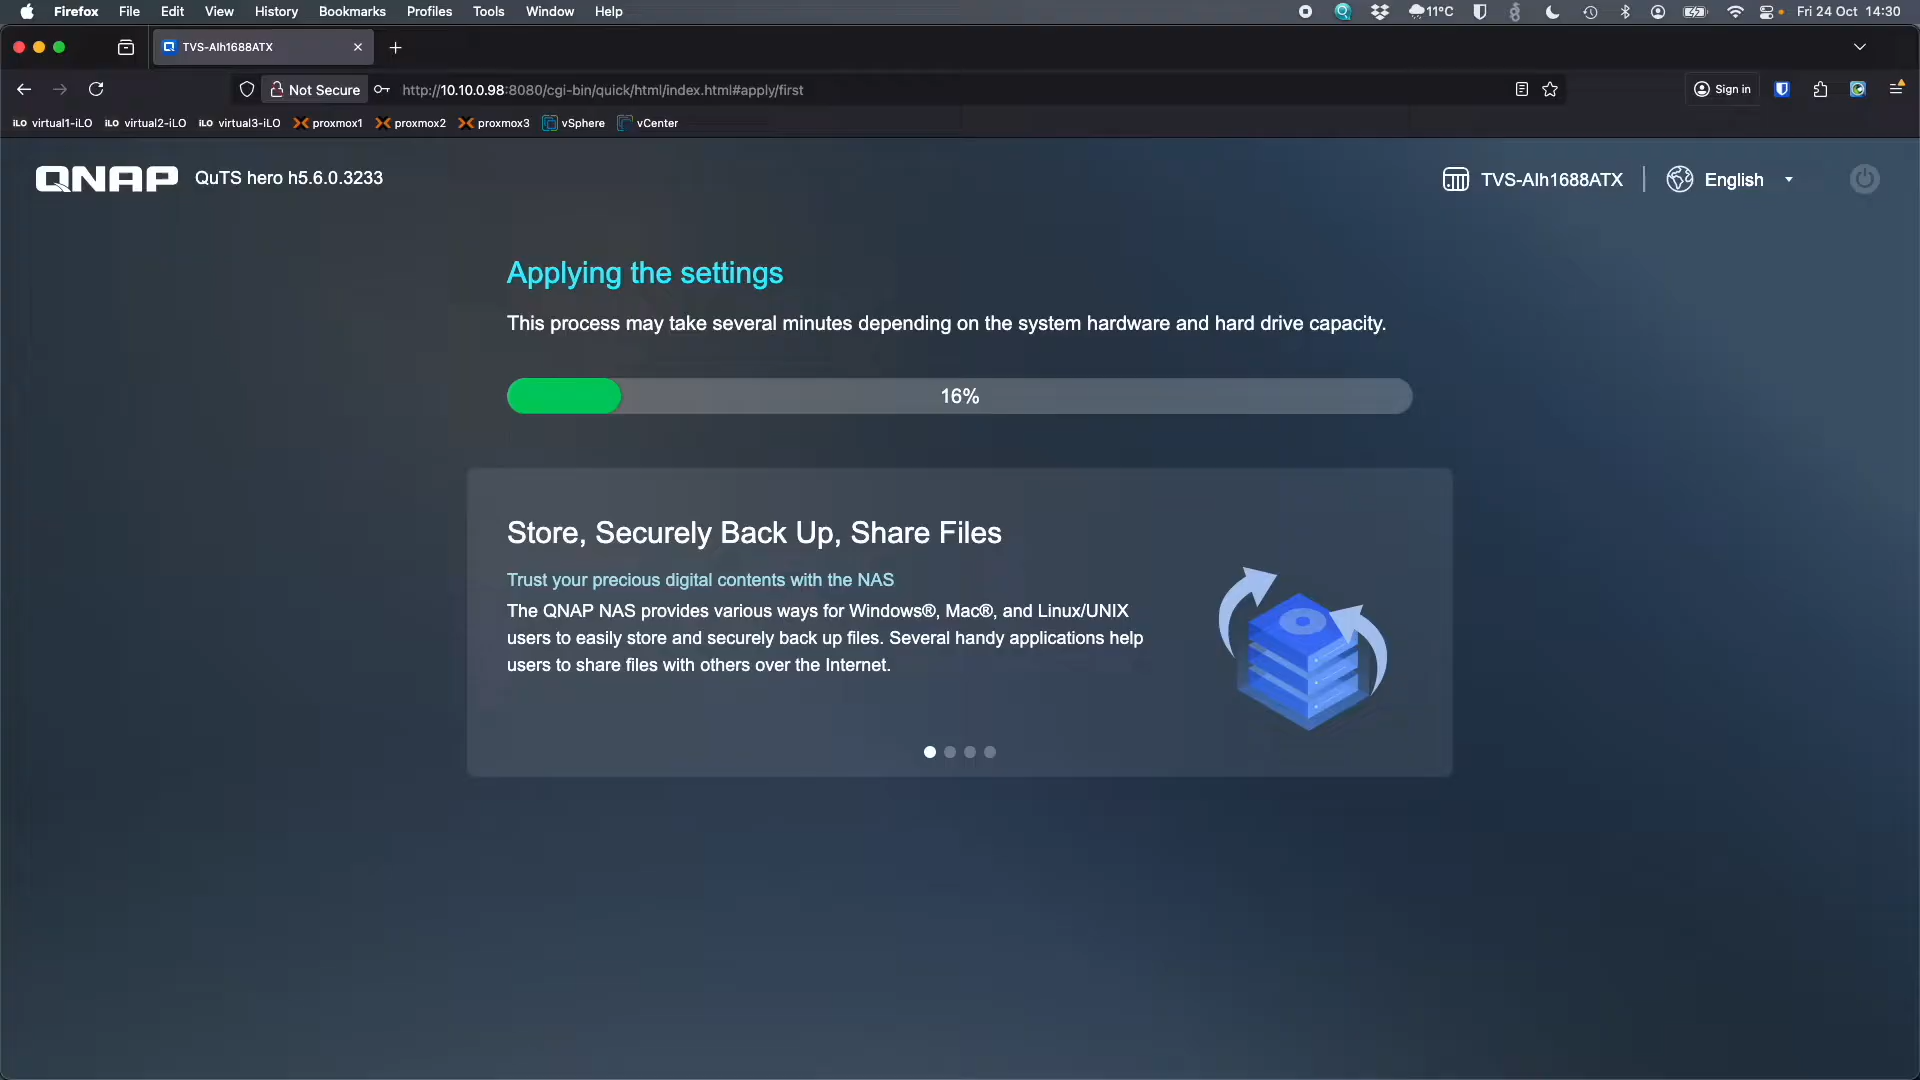 Firefox File Edit View History Bookmarks Profiles Tools Window Help 11°C Fri 24 Oct 14:30
TVS-AIh1688ATX
Not Secure http://10.10.0.98:8080/cgi-bin/quick/html/index.html#apply/first Sign in
iLO virtual1-iLO iLO virtual2-iLO iLO virtual3-iLO proxmox1 proxmox2 proxmox3 vSphere vCenter
QNAP QuTS hero h5.6.0.3233 TVS-AIh1688ATX English
Applying the settings
This process may take several minutes depending on the system hardware and hard drive capacity.
16%
Store, Securely Back Up, Share Files
Trust your precious digital contents with the NAS
The QNAP NAS provides various ways for Windows®, Mac®, and Linux/UNIX
users to easily store and securely back up files. Several handy applications help
users to share files with others over the Internet.